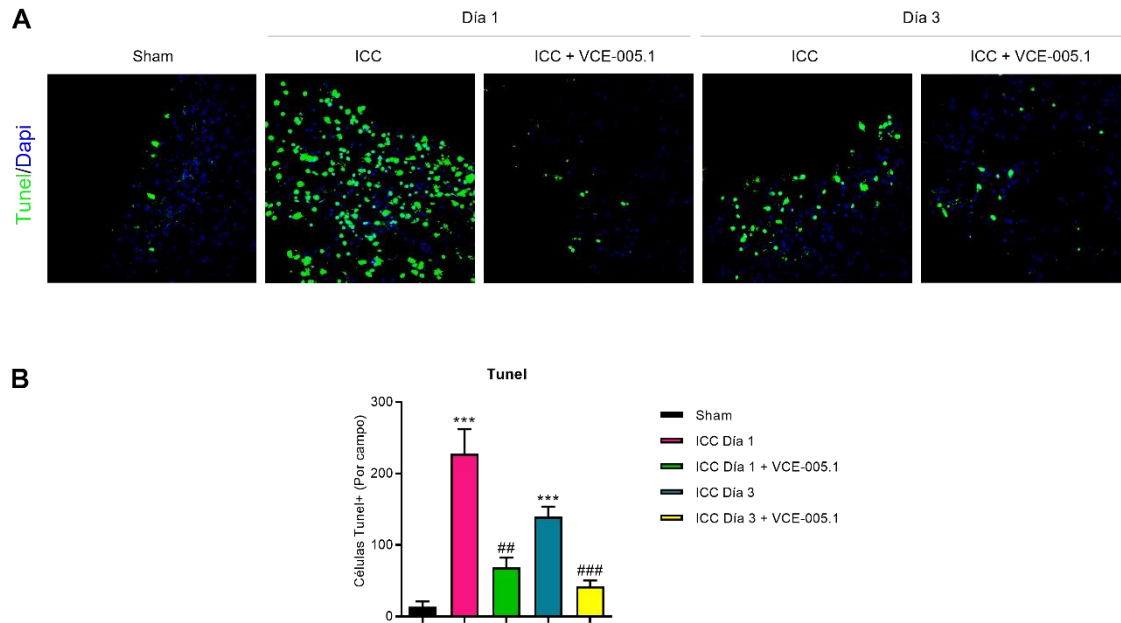 A
Día 1
Día 3
Sham
ICC
ICC + VCE-005.1
ICC
ICC + VCE-005.1
Tunel/Dapi
B
Tunel
Células Tunel+ (Por campo)
300
200
100
0
***
##
***
###
Sham
ICC Día 1
ICC Día 1 + VCE-005.1
ICC Día 3
ICC Día 3 + VCE-005.1